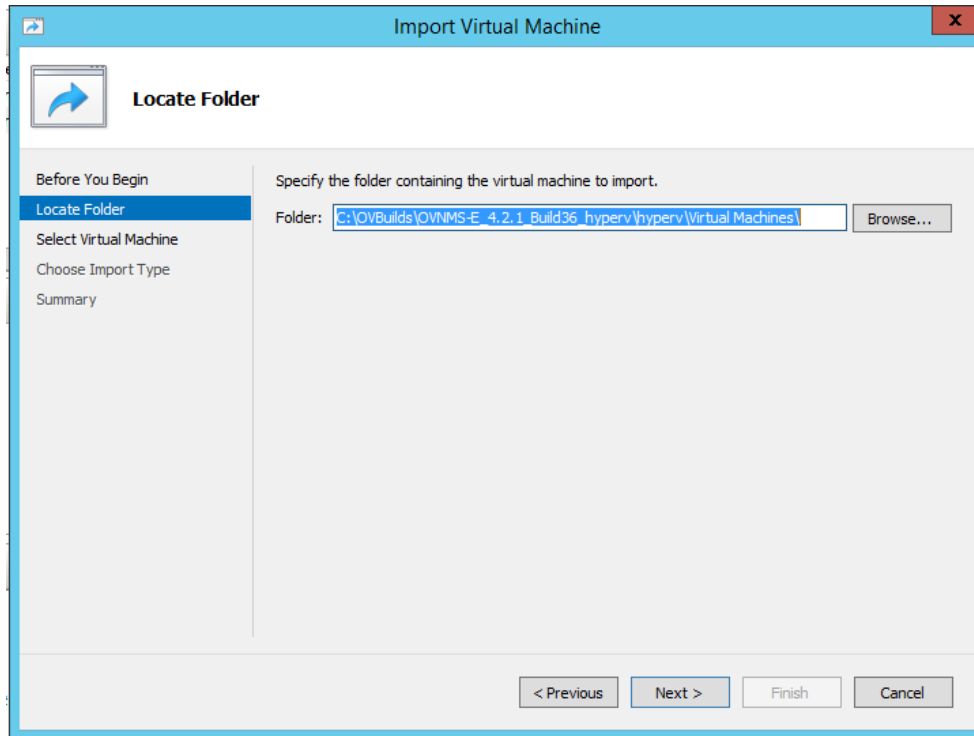 Import Virtual Machine
x
Locate Folder
Before You Begin
Locate Folder
Select Virtual Machine
Choose Import Type
Summary
Specify the folder containing the virtual machine to import.
Folder: C:\OVBuilds\OVNMS-E_4.2.1_Build36_hyperv\hyperv\Virtual Machines\ Browse...
< Previous Next > Finish Cancel